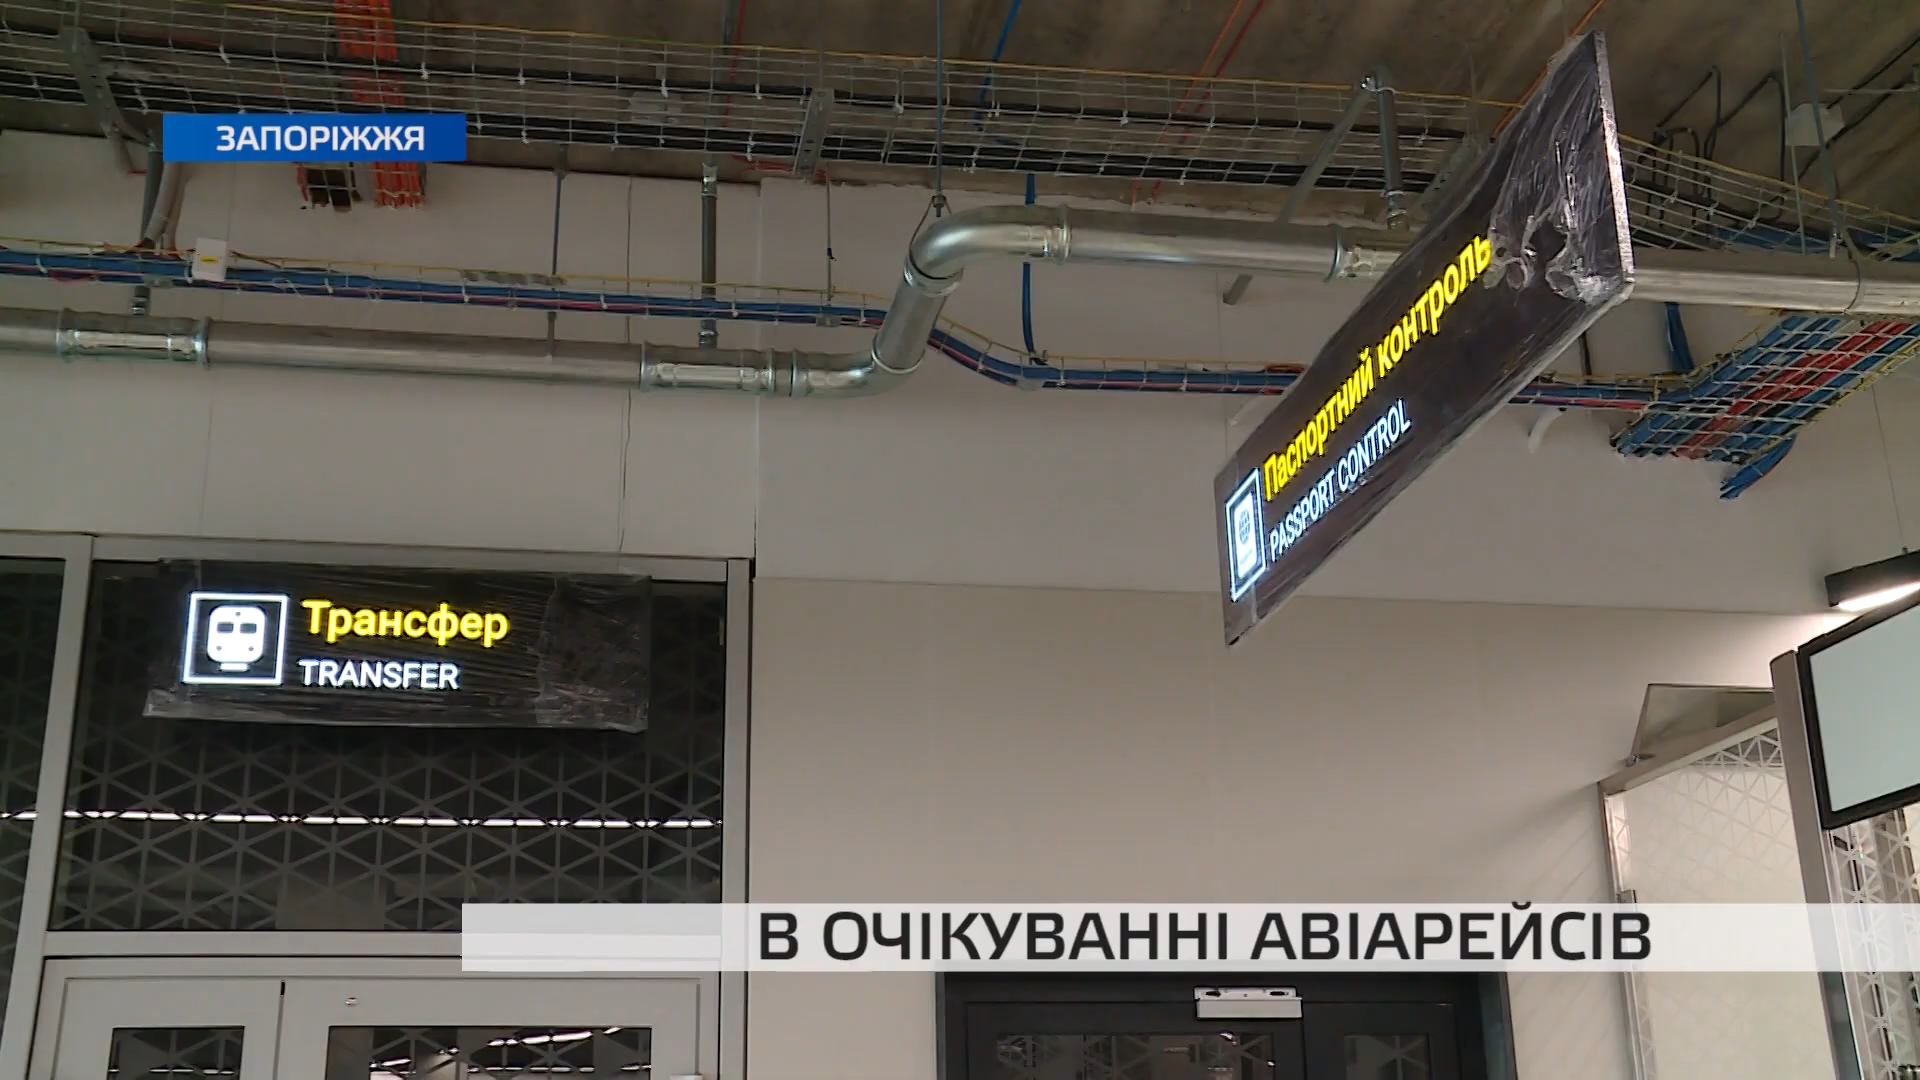 ЗАПОРІЖЖЯ
Паспортний контроль
PASSPORT CONTROL
Трансфер
TRANSFER
В ОЧІКУВАННІ АВІАРЕЙСІВ